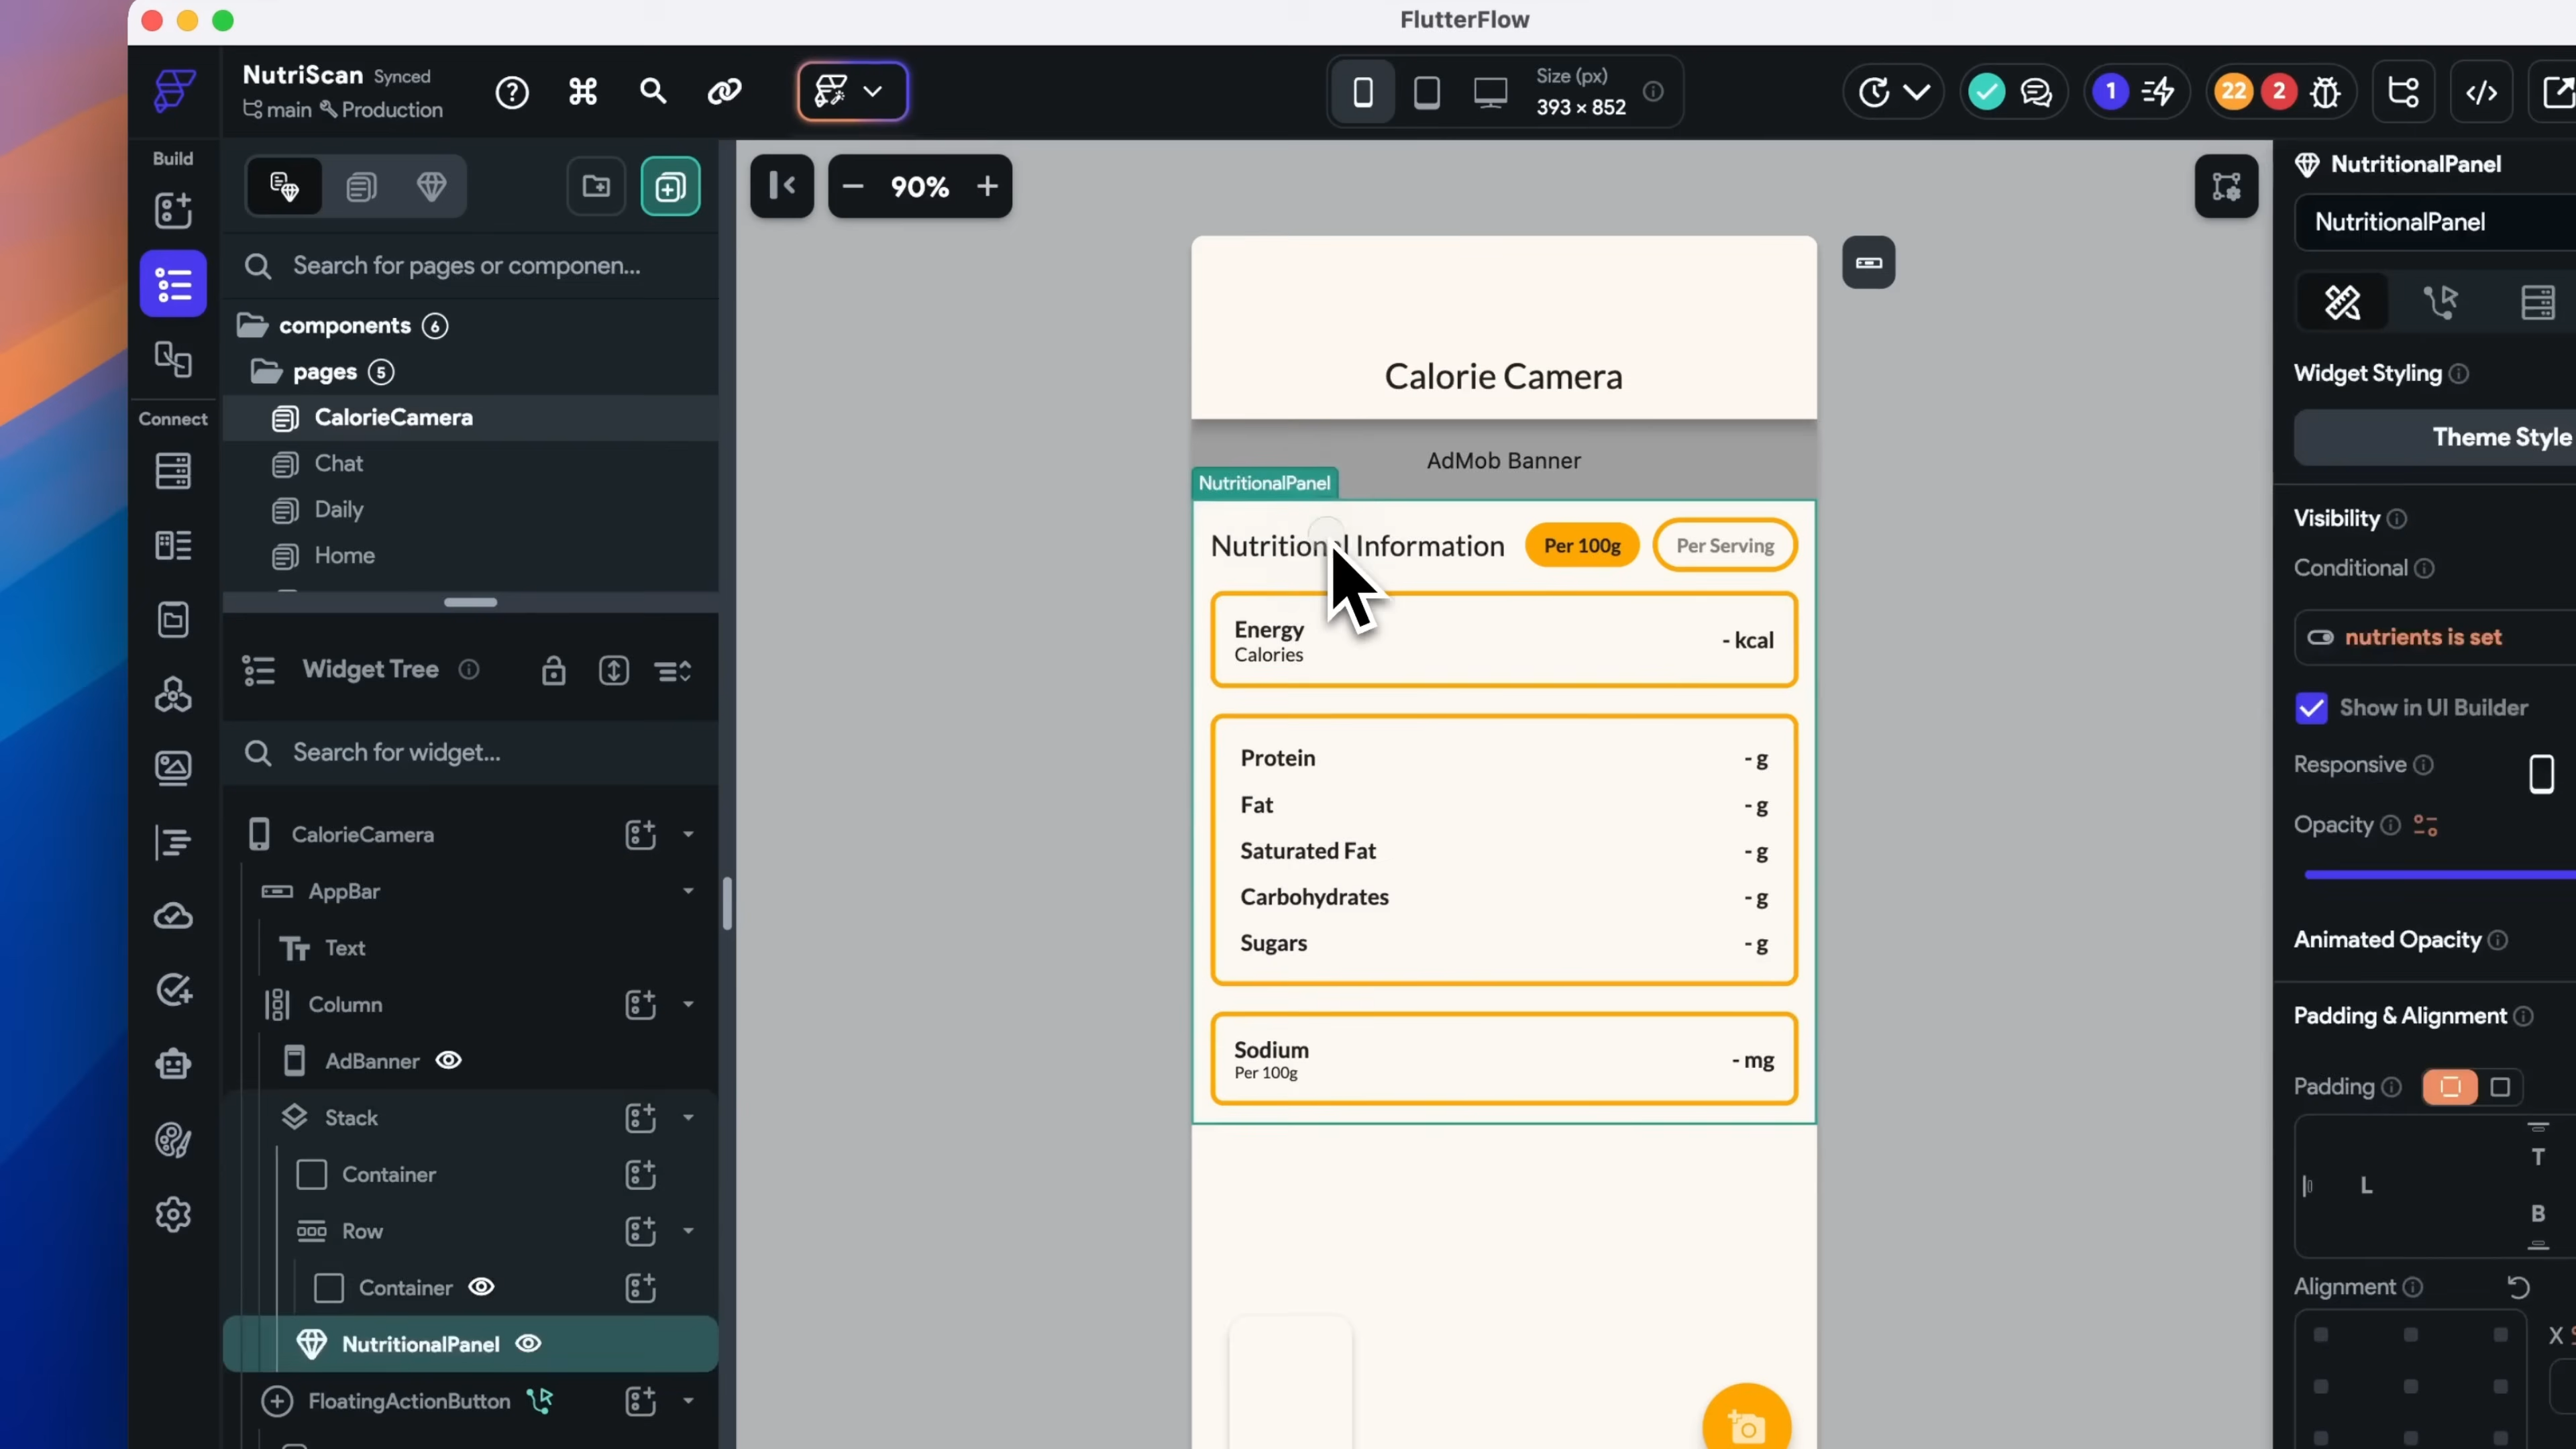 FlutterFlow
NutriScan Synced
main Production
90%
Size (px)
393 × 852
1
22
2
Build
Connect
Search for pages or componen...
components 6
pages 5
CalorieCamera
Chat
Daily
Home
Widget Tree
Search for widget...
CalorieCamera
AppBar
Text
Column
AdBanner
Stack
Container
Row
Container
NutritionalPanel
FloatingActionButton
Calorie Camera
AdMob Banner
NutritionalPanel
Nutritional Information
Per 100g
Per Serving
Energy
Calories
- kcal
Protein
- g
Fat
- g
Saturated Fat
- g
Carbohydrates
- g
Sugars
- g
Sodium
Per 100g
- mg
NutritionalPanel
NutritionalPanel
Widget Styling
Theme Style
Visibility
Conditional
nutrients is set
Show in UI Builder
Responsive
Opacity
Animated Opacity
Padding & Alignment
Padding
T
L
B
Alignment
X